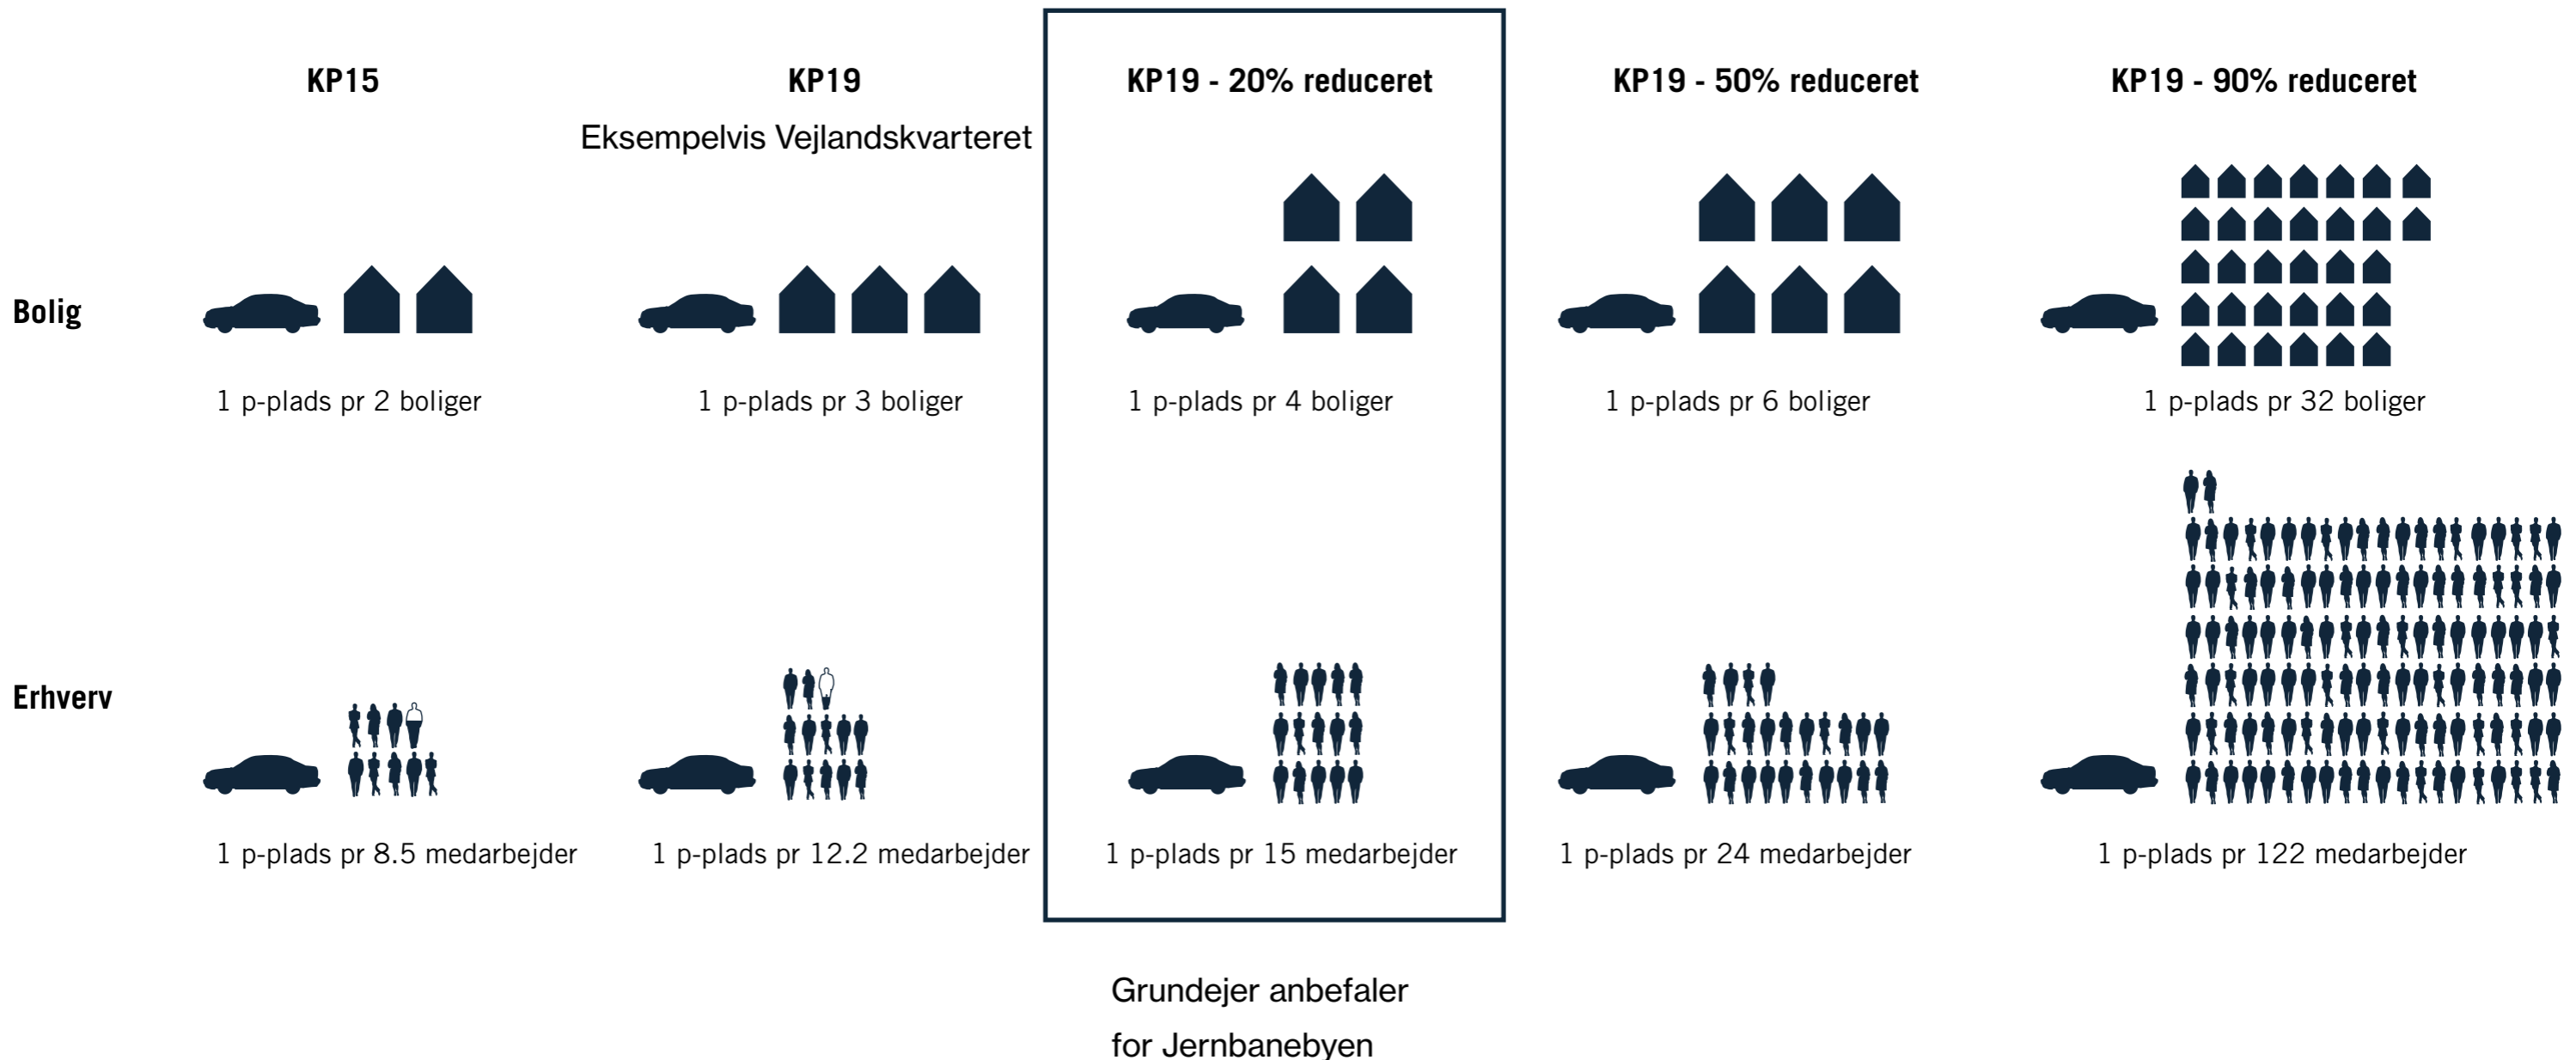 KP15
KP19
Eksempelvis Vejlandskvarteret
KP19 - 20% reduceret
KP19 - 50% reduceret
KP19 - 90% reduceret
Bolig
1 p-plads pr 2 boliger
1 p-plads pr 3 boliger
1 p-plads pr 4 boliger
1 p-plads pr 6 boliger
1 p-plads pr 32 boliger
Erhverv
1 p-plads pr 8.5 medarbejder
1 p-plads pr 12.2 medarbejder
1 p-plads pr 15 medarbejder
1 p-plads pr 24 medarbejder
1 p-plads pr 122 medarbejder
Grundejer anbefaler
for Jernbanebyen